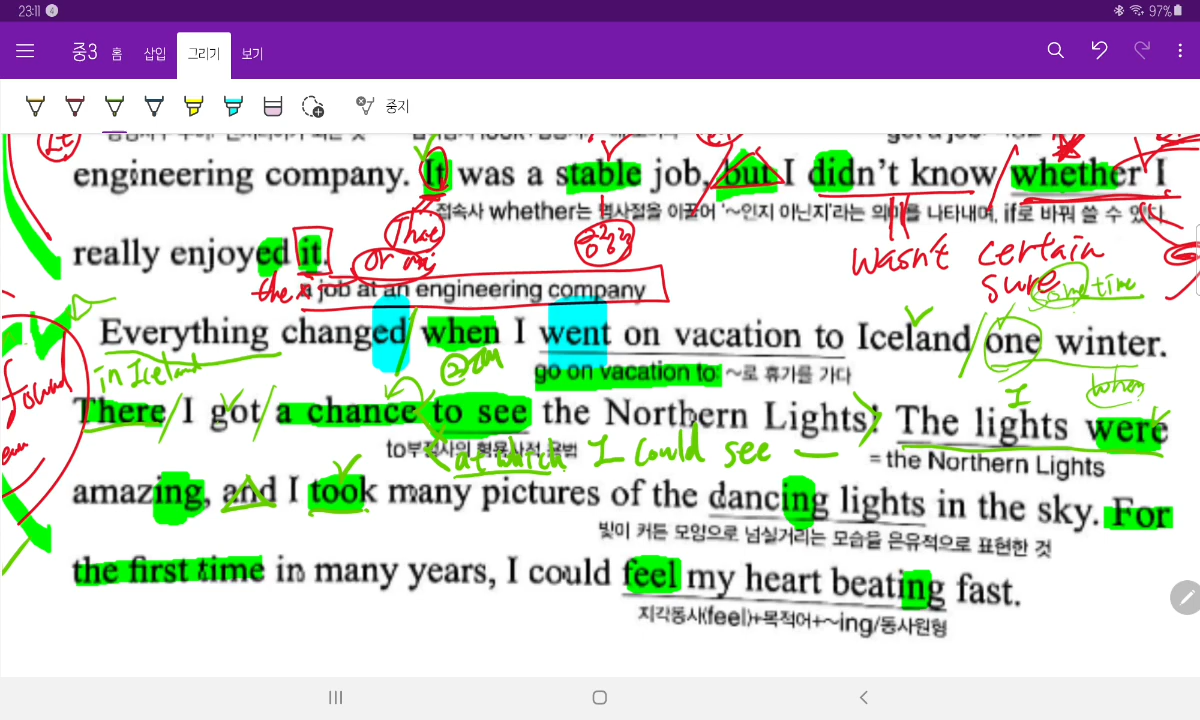 23:11 4 97%
중3 홈 삽입 그리기 보기
중지
engineering company. It was a stable job, but I didn't know whether I
접속사 whether는 명사절을 이끌어 '~인지 아닌지'라는 의미를 나타내며, if로 바꿔 쓸 수 있다
really enjoyed it.
wasn't certain
sure
the
a job at an engineering company
sometime
Everything changed when I went on vacation to Iceland one winter.
in Iceland
go on vacation to: ~로 휴가를 가다
when
There I got a chance to see the Northern Lights! The lights were
to부정사의 형용사적 용법
at which I could see
= the Northern Lights
amazing, and I took many pictures of the dancing lights in the sky. For
빛이 커튼 모양으로 넘실거리는 모습을 은유적으로 표현한 것
the first time in many years, I could feel my heart beating fast.
지각동사(feel)+목적어+~ing/동사원형